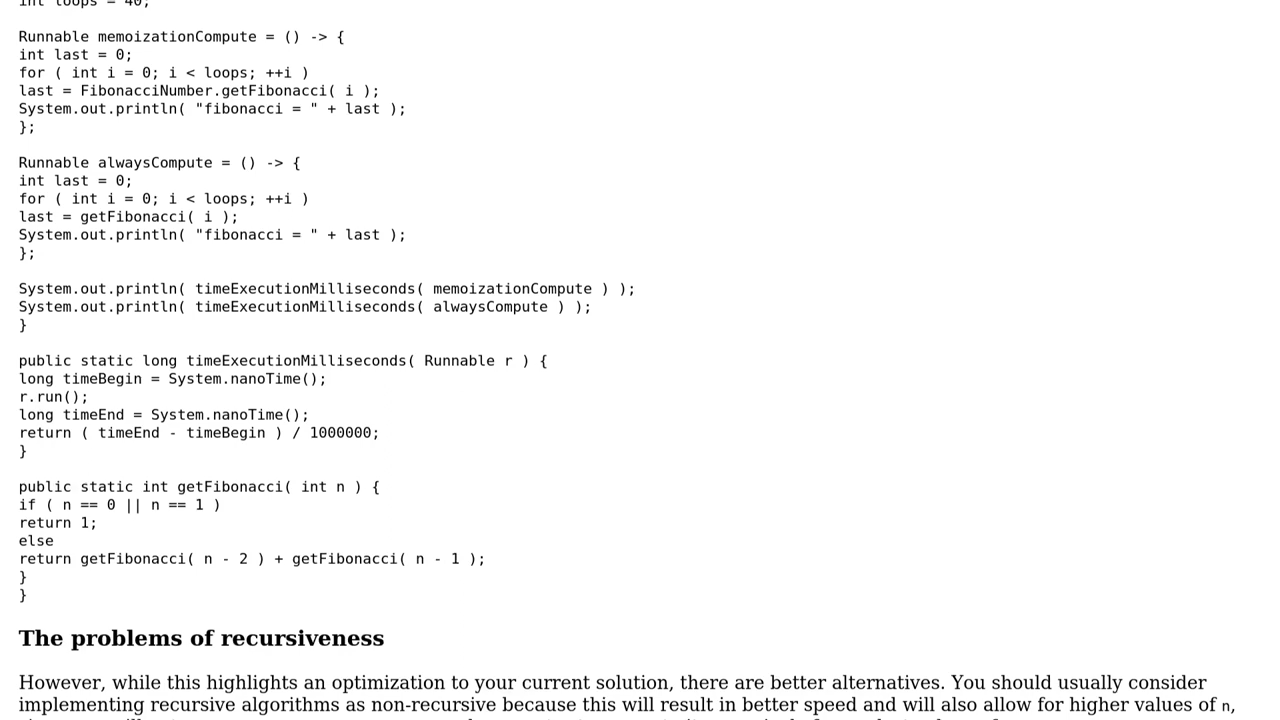 int loops = 40;
Runnable memoizationCompute = () -> {
int last = 0;
for ( int i = 0; i < loops; ++i )
last = FibonacciNumber.getFibonacci( i );
System.out.println( "fibonacci = " + last );
};
Runnable alwaysCompute = () -> {
int last = 0;
for ( int i = 0; i < loops; ++i )
last = getFibonacci( i );
System.out.println( "fibonacci = " + last );
};
System.out.println( timeExecutionMilliseconds( memoizationCompute ) );
System.out.println( timeExecutionMilliseconds( alwaysCompute ) );
}
public static long timeExecutionMilliseconds( Runnable r ) {
long timeBegin = System.nanoTime();
r.run();
long timeEnd = System.nanoTime();
return ( timeEnd - timeBegin ) / 1000000;
}
public static int getFibonacci( int n ) {
if ( n == 0 || n == 1 )
return 1;
else
return getFibonacci( n - 2 ) + getFibonacci( n - 1 );
}
}
The problems of recursiveness
However, while this highlights an optimization to your current solution, there are better alternatives. You should usually consider
implementing recursive algorithms as non-recursive because this will result in better speed and will also allow for higher values of n,